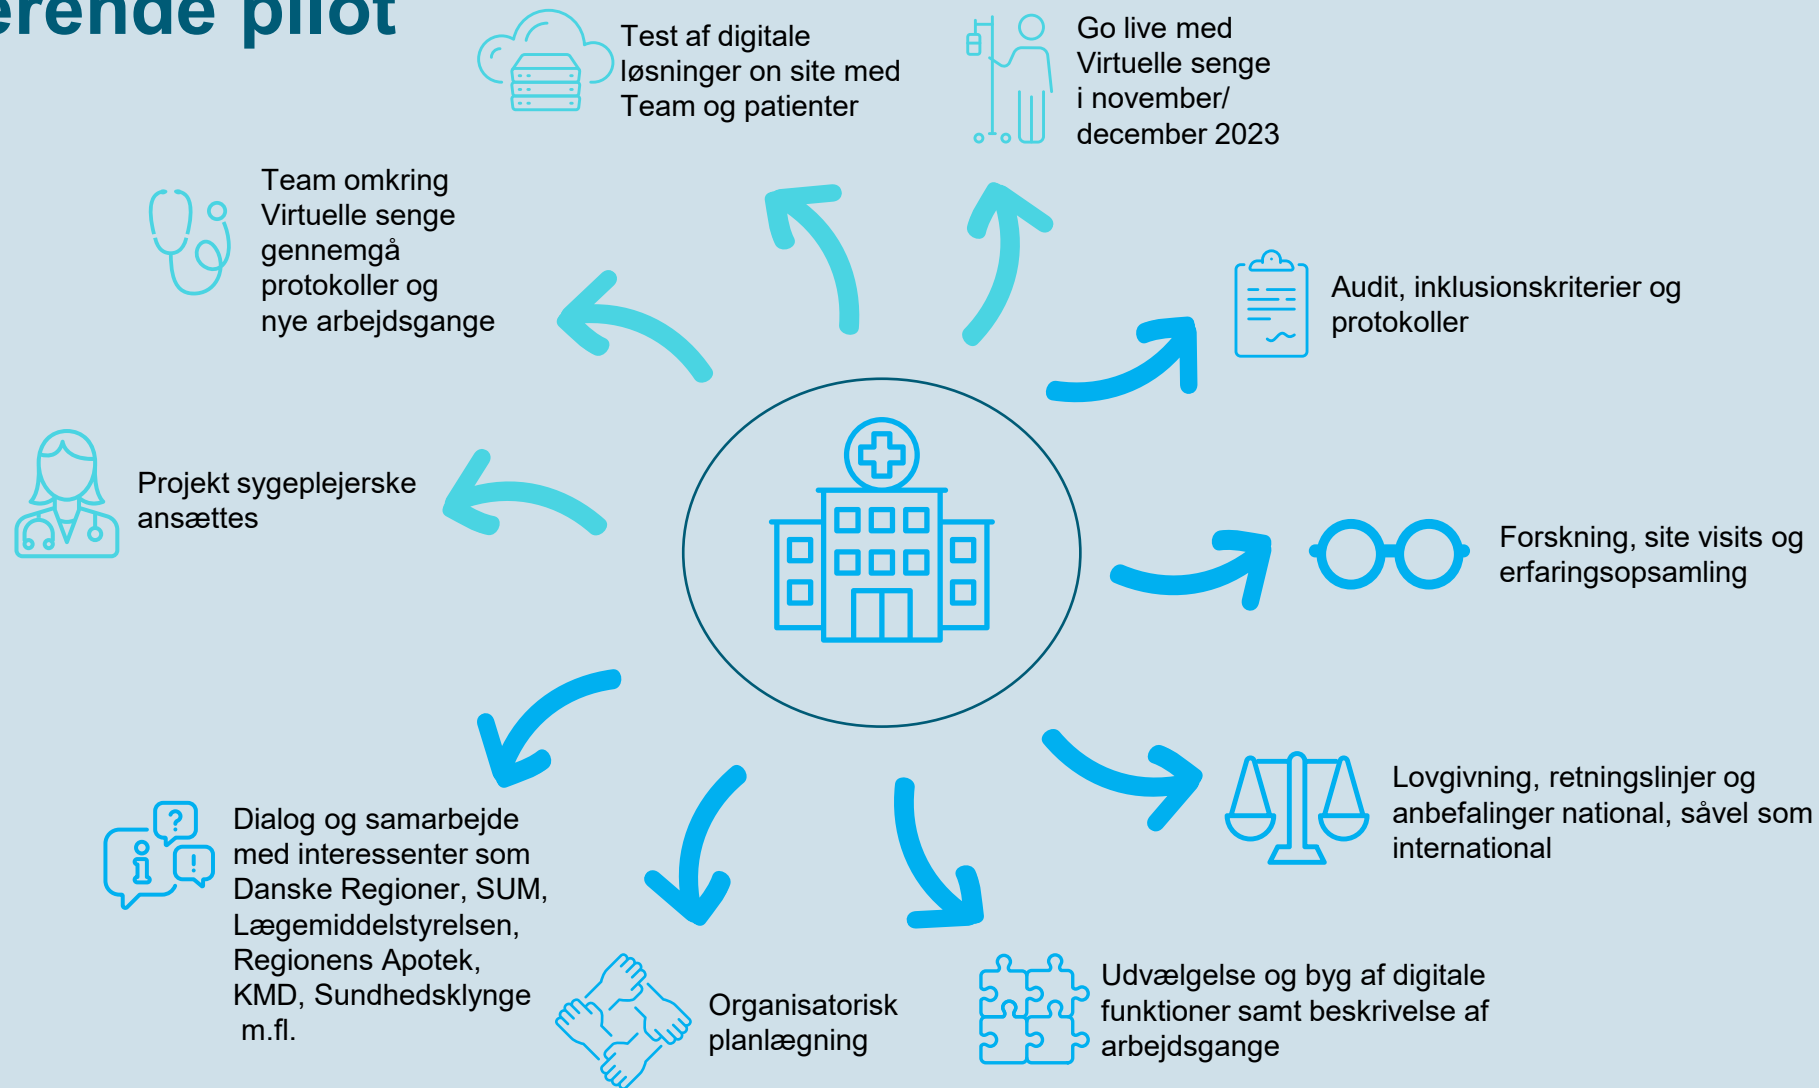 erende pilot
Test af digitale
løsninger on site med
Team og patienter
Go live med
Virtuelle senge
i november/
december 2023
Team omkring
Virtuelle senge
gennemgå
protokoller og
nye arbejdsgange
Audit, inklusionskriterier og
protokoller
Projekt sygeplejerske
ansættes
Forskning, site visits og
erfaringsopsamling
Lovgivning, retningslinjer og
anbefalinger national, såvel som
international
Dialog og samarbejde
med interessenter som
Danske Regioner, SUM,
Lægemiddelstyrelsen,
Regionens Apotek,
KMD, Sundhedsklynge
m.fl.
Organisatorisk
planlægning
Udvælgelse og byg af digitale
funktioner samt beskrivelse af
arbejdsgange